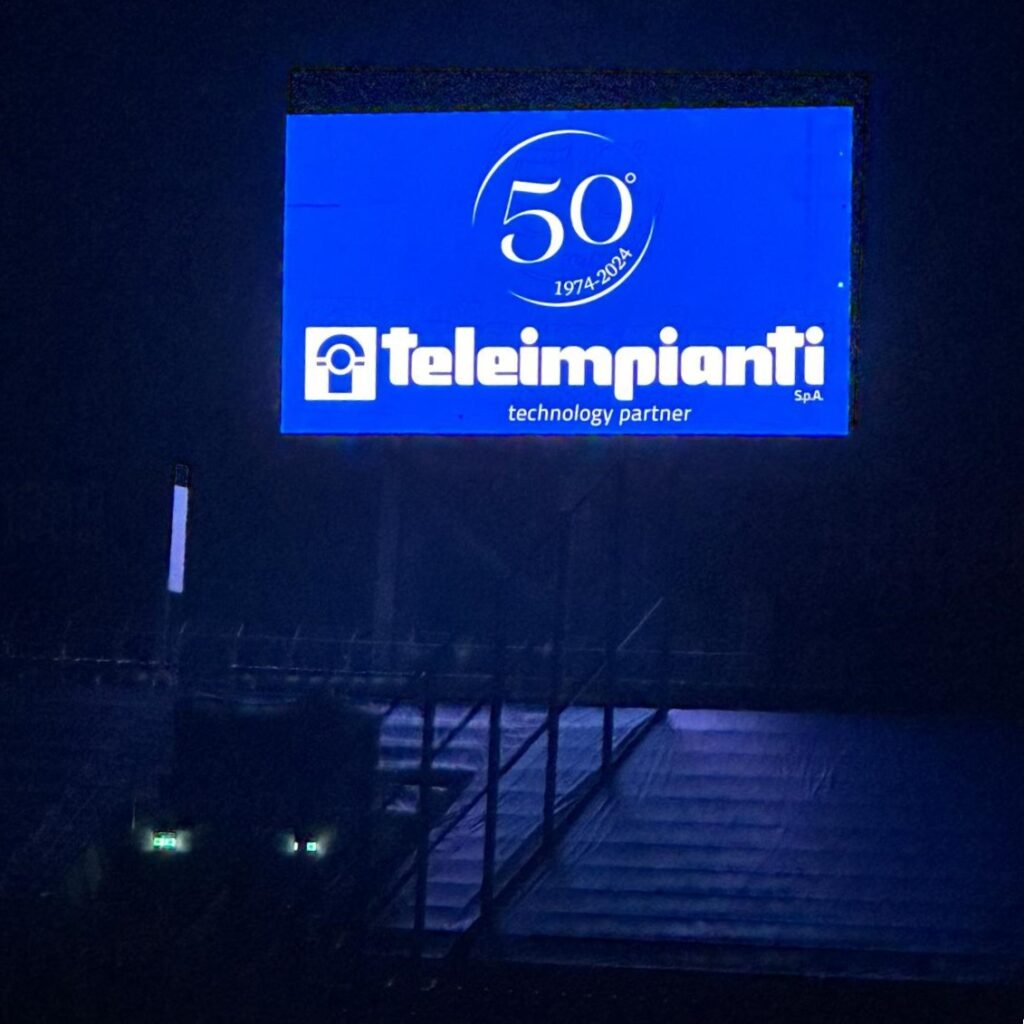 50°
1974-2024
teleimpianti
S.p.A.
technology partner